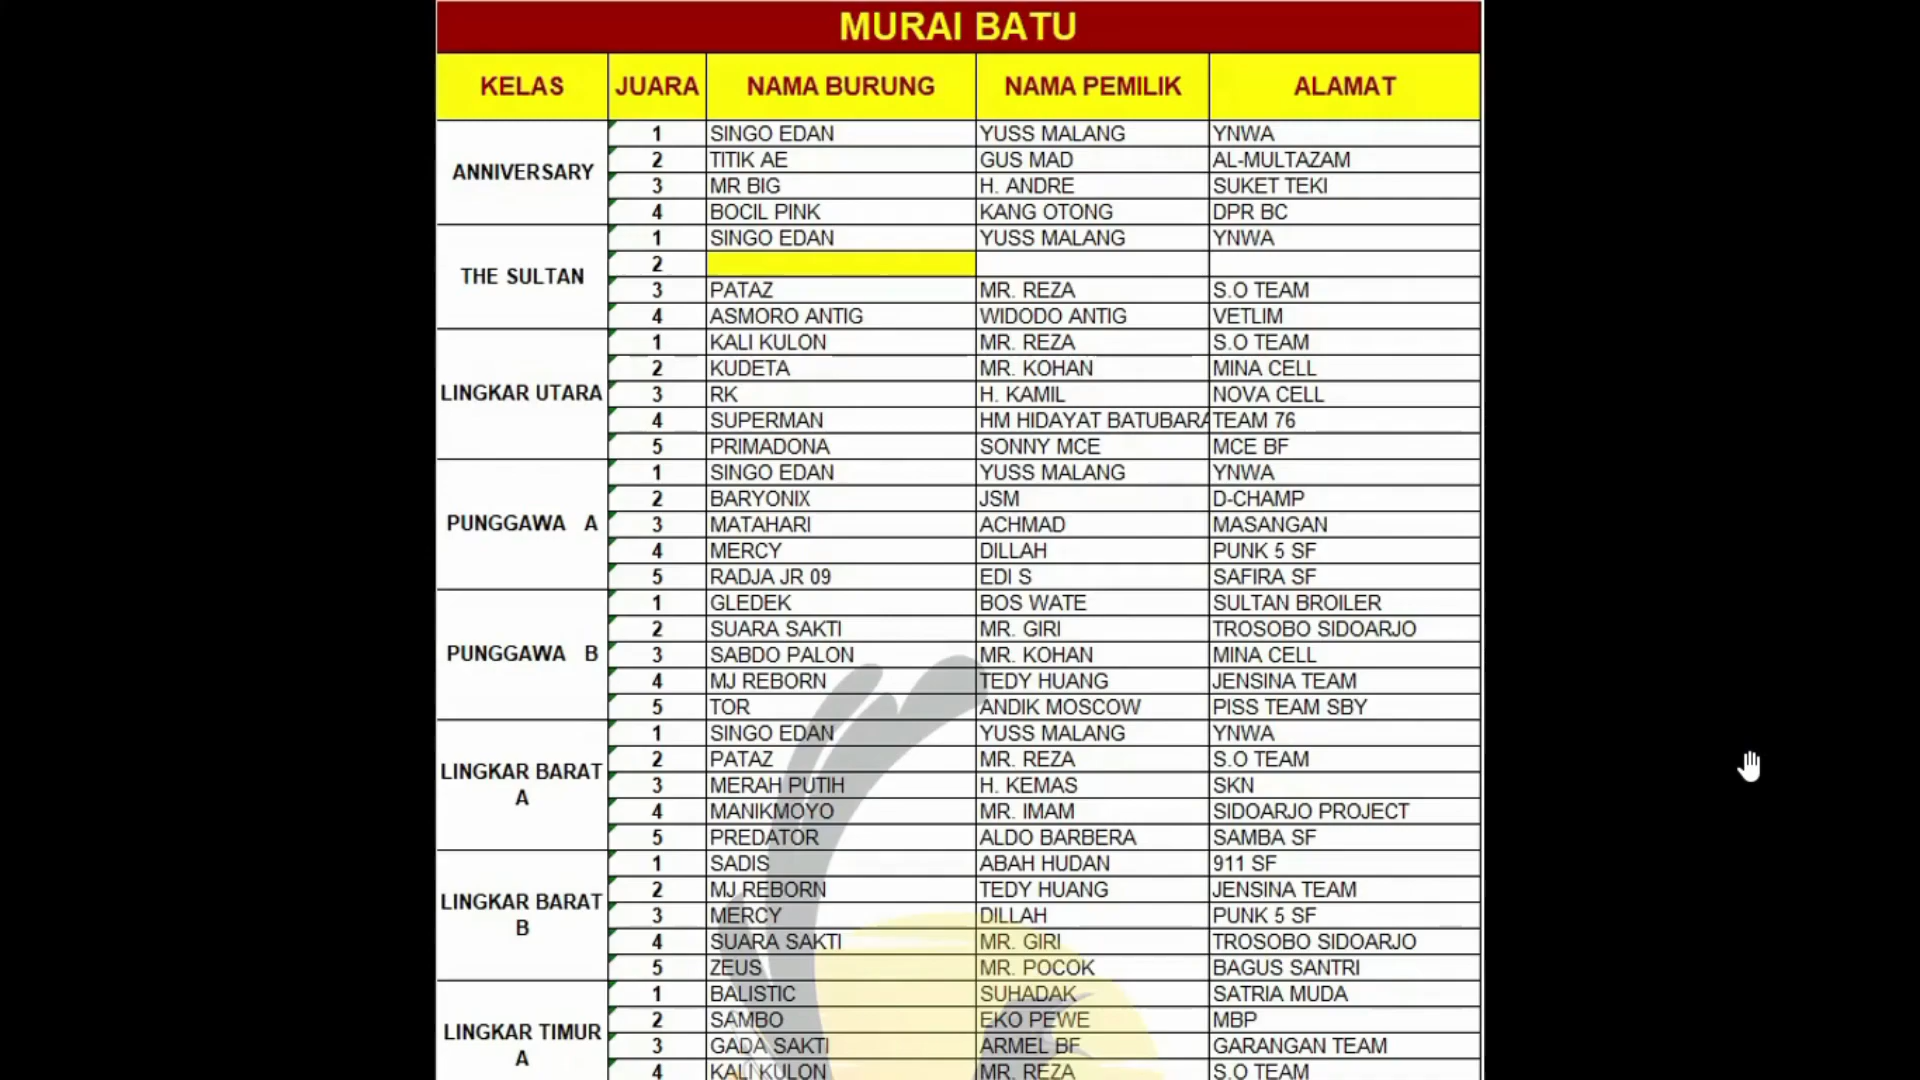 MURAI BATU
KELAS JUARA NAMA BURUNG NAMA PEMILIK ALAMAT
ANNIVERSARY
1 SINGO EDAN YUSS MALANG YNWA
2 TITIK AE GUS MAD AL-MULTAZAM
3 MR BIG H. ANDRE SUKET TEKI
4 BOCIL PINK KANG OTONG DPR BC
THE SULTAN
1 SINGO EDAN YUSS MALANG YNWA
2
3 PATAZ MR. REZA S.O TEAM
4 ASMORO ANTIG WIDODO ANTIG VETLIM
LINGKAR UTARA
1 KALI KULON MR. REZA S.O TEAM
2 KUDETA MR. KOHAN MINA CELL
3 RK H. KAMIL NOVA CELL
4 SUPERMAN HM HIDAYAT BATUBARA TEAM 76
5 PRIMADONA SONNY MCE MCE BF
PUNGGAWA A
1 SINGO EDAN YUSS MALANG YNWA
2 BARYONIX JSM D-CHAMP
3 MATAHARI ACHMAD MASANGAN
4 MERCY DILLAH PUNK 5 SF
5 RADJA JR 09 EDI S SAFIRA SF
PUNGGAWA B
1 GLEDEK BOS WATE SULTAN BROILER
2 SUARA SAKTI MR. GIRI TROSOBO SIDOARJO
3 SABDO PALON MR. KOHAN MINA CELL
4 MJ REBORN TEDY HUANG JENSINA TEAM
5 TOR ANDIK MOSCOW PISS TEAM SBY
LINGKAR BARAT
A
1 SINGO EDAN YUSS MALANG YNWA
2 PATAZ MR. REZA S.O TEAM
3 MERAH PUTIH H. KEMAS SKN
4 MANIKMOYO MR. IMAM SIDOARJO PROJECT
5 PREDATOR ALDO BARBERA SAMBA SF
LINGKAR BARAT
B
1 SADIS ABAH HUDAN 911 SF
2 MJ REBORN TEDY HUANG JENSINA TEAM
3 MERCY DILLAH PUNK 5 SF
4 SUARA SAKTI MR. GIRI TROSOBO SIDOARJO
5 ZEUS MR. POCOK BAGUS SANTRI
LINGKAR TIMUR
A
1 BALISTIC SUHADAK SATRIA MUDA
2 SAMBO EKO PEWE MBP
3 GADA SAKTI ARMEL BF GARANGAN TEAM
4 KALI KULON MR. REZA S.O TEAM